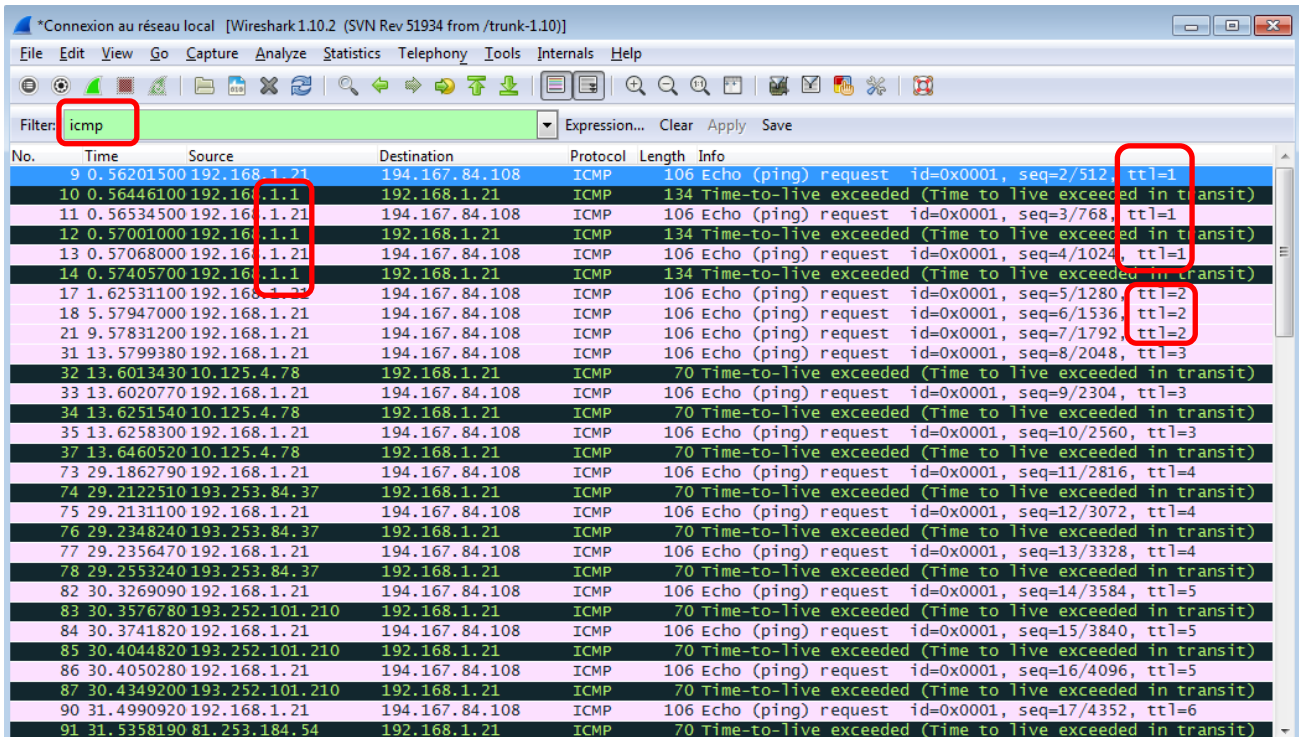 *Connexion au réseau local [Wireshark 1.10.2 (SVN Rev 51934 from /trunk-1.10)]
File Edit View Go Capture Analyze Statistics Telephony Tools Internals Help
Filter: icmp Expression... Clear Apply Save
No. Time Source Destination Protocol Length Info
9 0.56201500 192.168.1.21 194.167.84.108 ICMP 106 Echo (ping) request id=0x0001, seq=2/512, ttl=1
10 0.56446100 192.168.1.1 192.168.1.21 ICMP 134 Time-to-live exceeded (Time to live exceeded in transit)
11 0.56534500 192.168.1.21 194.167.84.108 ICMP 106 Echo (ping) request id=0x0001, seq=3/768, ttl=1
12 0.57001000 192.168.1.1 192.168.1.21 ICMP 134 Time-to-live exceeded (Time to live exceeded in transit)
13 0.57068000 192.168.1.21 194.167.84.108 ICMP 106 Echo (ping) request id=0x0001, seq=4/1024, ttl=1
14 0.57405700 192.168.1.1 192.168.1.21 ICMP 134 Time-to-live exceeded (Time to live exceeded in transit)
17 1.62531100 192.168.1.21 194.167.84.108 ICMP 106 Echo (ping) request id=0x0001, seq=5/1280, ttl=2
18 5.57947000 192.168.1.21 194.167.84.108 ICMP 106 Echo (ping) request id=0x0001, seq=6/1536, ttl=2
21 9.57831200 192.168.1.21 194.167.84.108 ICMP 106 Echo (ping) request id=0x0001, seq=7/1792, ttl=2
31 13.5799380 192.168.1.21 194.167.84.108 ICMP 106 Echo (ping) request id=0x0001, seq=8/2048, ttl=3
32 13.6013430 10.125.4.78 192.168.1.21 ICMP 70 Time-to-live exceeded (Time to live exceeded in transit)
33 13.6020770 192.168.1.21 194.167.84.108 ICMP 106 Echo (ping) request id=0x0001, seq=9/2304, ttl=3
34 13.6251540 10.125.4.78 192.168.1.21 ICMP 70 Time-to-live exceeded (Time to live exceeded in transit)
35 13.6258300 192.168.1.21 194.167.84.108 ICMP 106 Echo (ping) request id=0x0001, seq=10/2560, ttl=3
37 13.6460520 10.125.4.78 192.168.1.21 ICMP 70 Time-to-live exceeded (Time to live exceeded in transit)
73 29.1862790 192.168.1.21 194.167.84.108 ICMP 106 Echo (ping) request id=0x0001, seq=11/2816, ttl=4
74 29.2122510 193.253.84.37 192.168.1.21 ICMP 70 Time-to-live exceeded (Time to live exceeded in transit)
75 29.2131100 192.168.1.21 194.167.84.108 ICMP 106 Echo (ping) request id=0x0001, seq=12/3072, ttl=4
76 29.2348240 193.253.84.37 192.168.1.21 ICMP 70 Time-to-live exceeded (Time to live exceeded in transit)
77 29.2356470 192.168.1.21 194.167.84.108 ICMP 106 Echo (ping) request id=0x0001, seq=13/3328, ttl=4
78 29.2553240 193.253.84.37 192.168.1.21 ICMP 70 Time-to-live exceeded (Time to live exceeded in transit)
82 30.3269090 192.168.1.21 194.167.84.108 ICMP 106 Echo (ping) request id=0x0001, seq=14/3584, ttl=5
83 30.3576780 193.252.101.210 192.168.1.21 ICMP 70 Time-to-live exceeded (Time to live exceeded in transit)
84 30.3741820 192.168.1.21 194.167.84.108 ICMP 106 Echo (ping) request id=0x0001, seq=15/3840, ttl=5
85 30.4044820 193.252.101.210 192.168.1.21 ICMP 70 Time-to-live exceeded (Time to live exceeded in transit)
86 30.4050280 192.168.1.21 194.167.84.108 ICMP 106 Echo (ping) request id=0x0001, seq=16/4096, ttl=5
87 30.4349200 193.252.101.210 192.168.1.21 ICMP 70 Time-to-live exceeded (Time to live exceeded in transit)
90 31.4990920 192.168.1.21 194.167.84.108 ICMP 106 Echo (ping) request id=0x0001, seq=17/4352, ttl=6
91 31.5358190 81.253.184.54 192.168.1.21 ICMP 70 Time-to-live exceeded (Time to live exceeded in transit)